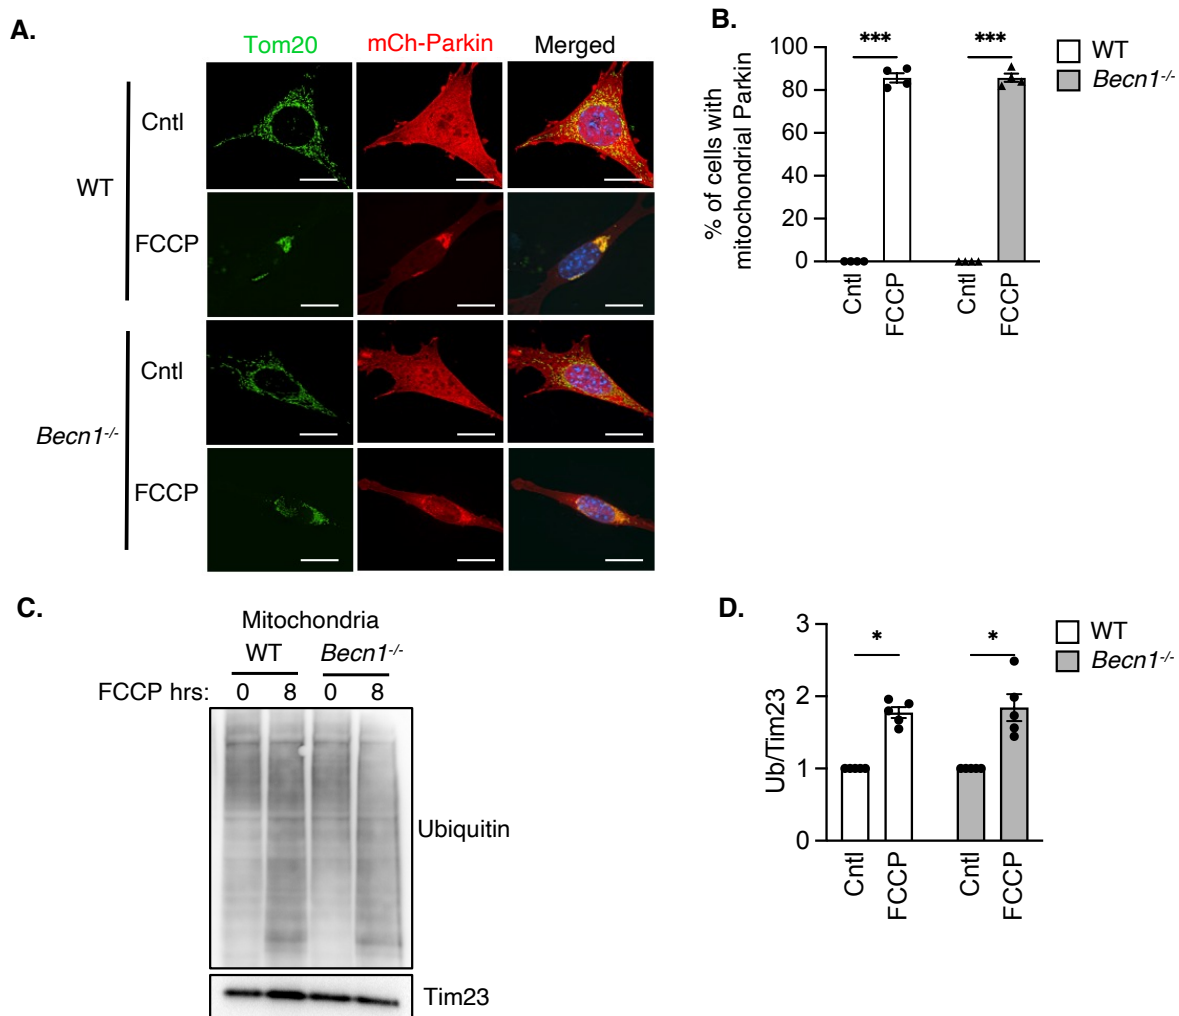 A.
Tom20 mCh-Parkin Merged
WT
Cntl
FCCP
Becn1-/-
Cntl
FCCP
B.
% of cells with
mitochondrial Parkin
100
80
60
40
20
0
*** ***
Cntl FCCP Cntl FCCP
WT
Becn1-/-
C.
Mitochondria
WT Becn1-/-
FCCP hrs: 0 8 0 8
Ubiquitin
Tim23
D.
Ub/Tim23
3
2
1
0
* *
Cntl FCCP Cntl FCCP
WT
Becn1-/-